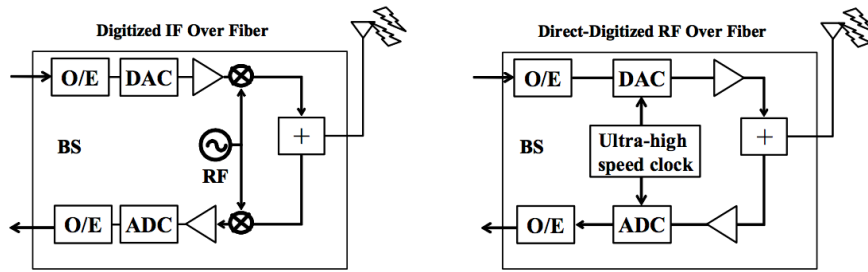 Digitized IF Over Fiber
O/E
DAC
+
BS
RF
O/E
ADC
Direct-Digitized RF Over Fiber
O/E
DAC
+
BS
Ultra-high
speed clock
O/E
ADC